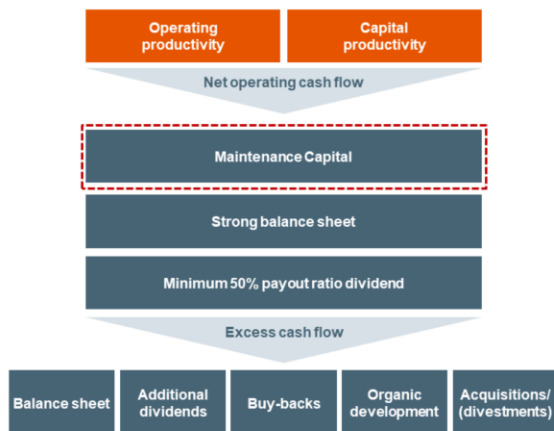 Operating
productivity
Capital
productivity
Net operating cash flow
Maintenance Capital
Strong balance sheet
Minimum 50% payout ratio dividend
Excess cash flow
Balance sheet
Additional
dividends
Buy-backs
Organic
development
Acquisitions/
(divestments)